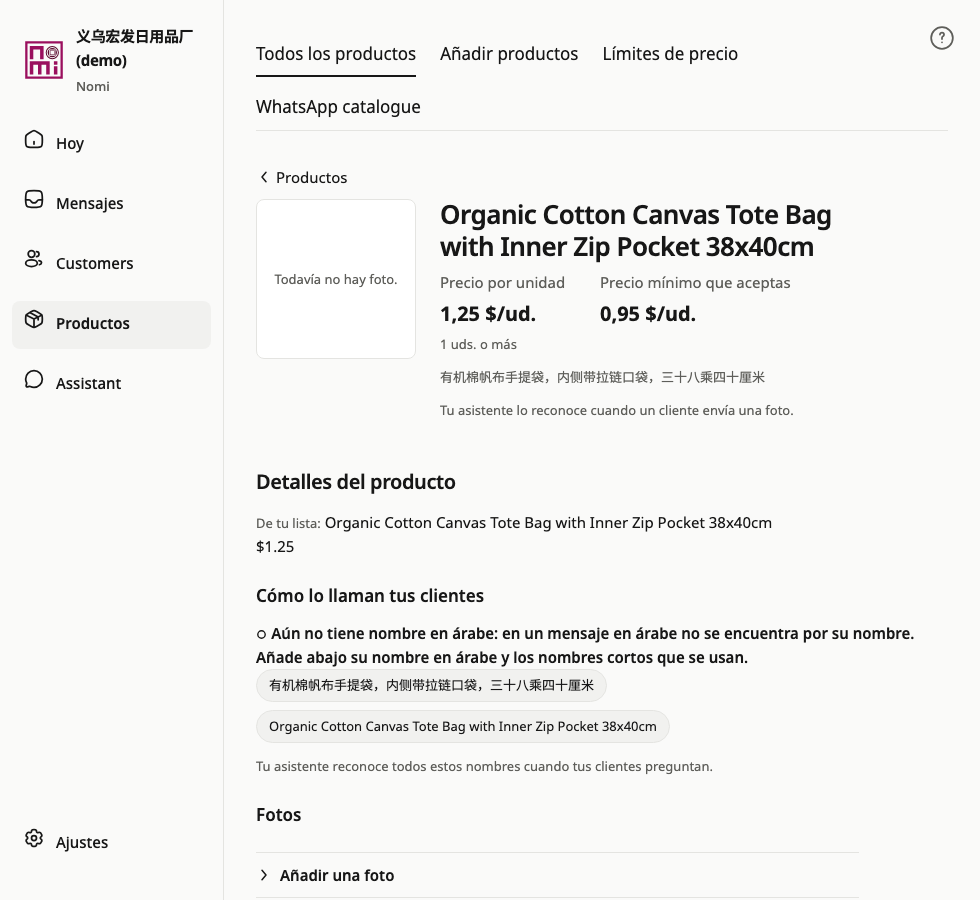 义乌宏发日用品厂
(demo)
Nomi
Hoy
Mensajes
Customers
Productos
Assistant
Ajustes
Todos los productos
Añadir productos
Límites de precio
WhatsApp catalogue
Productos
Todavía no hay foto.
Organic Cotton Canvas Tote Bag
with Inner Zip Pocket 38x40cm
Precio por unidad
Precio mínimo que aceptas
1,25 $/ud.
0,95 $/ud.
1 uds. o más
有机棉帆布手提袋，内侧带拉链口袋，三十八乘四十厘米
Tu asistente lo reconoce cuando un cliente envía una foto.
Detalles del producto
De tu lista: Organic Cotton Canvas Tote Bag with Inner Zip Pocket 38x40cm
$1.25
Cómo lo llaman tus clientes
○ Aún no tiene nombre en árabe: en un mensaje en árabe no se encuentra por su nombre.
Añade abajo su nombre en árabe y los nombres cortos que se usan.
有机棉帆布手提袋，内侧带拉链口袋，三十八乘四十厘米
Organic Cotton Canvas Tote Bag with Inner Zip Pocket 38x40cm
Tu asistente reconoce todos estos nombres cuando tus clientes preguntan.
Fotos
Añadir una foto